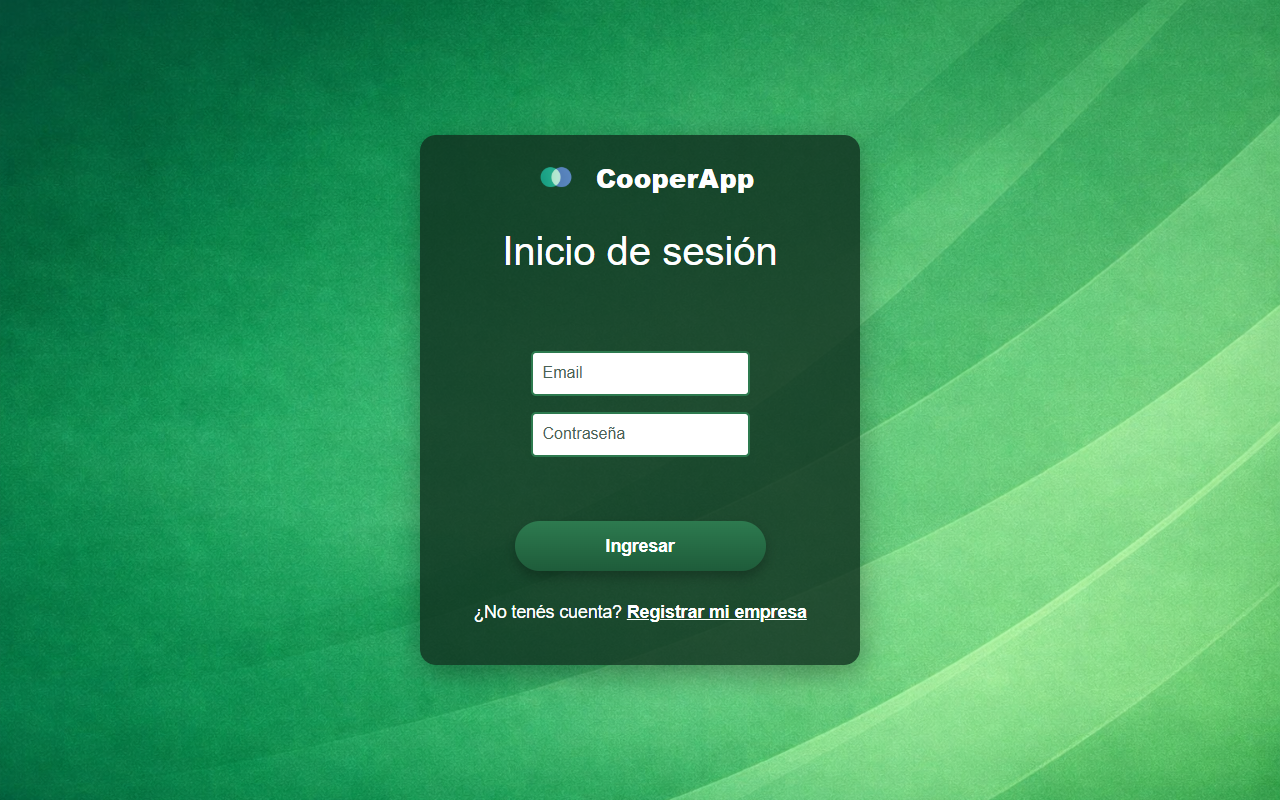 CooperApp
Inicio de sesión
Email
Contraseña
Ingresar
¿No tenés cuenta? Registrar mi empresa